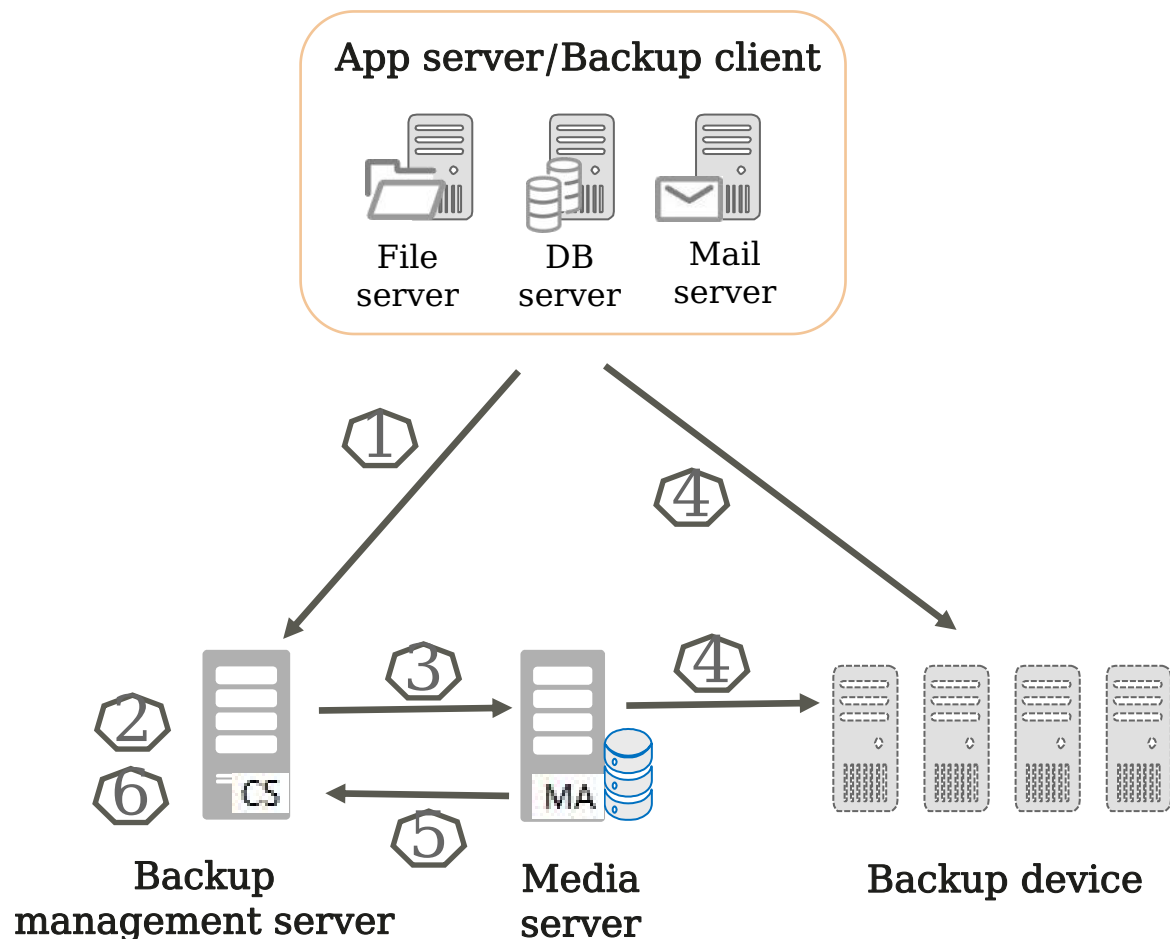 App server/Backup client
File
server
DB
server
Mail
server
1
4
3
4
2
6
CS
MA
5
Backup
management server
Media
server
Backup device